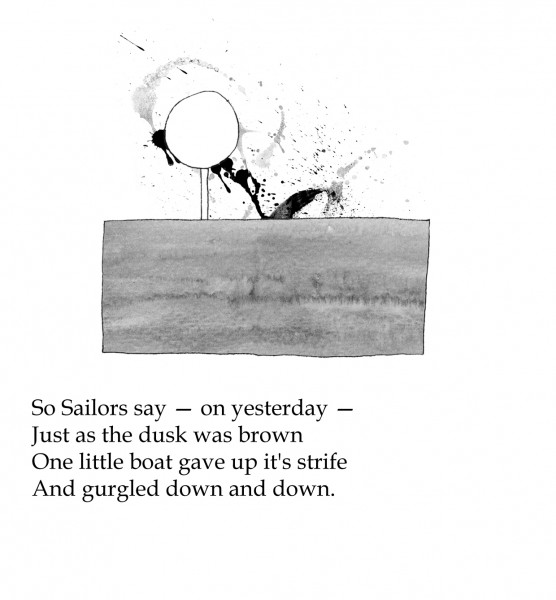 So Sailors say — on yesterday —
Just as the dusk was brown
One little boat gave up it's strife
And gurgled down and down.